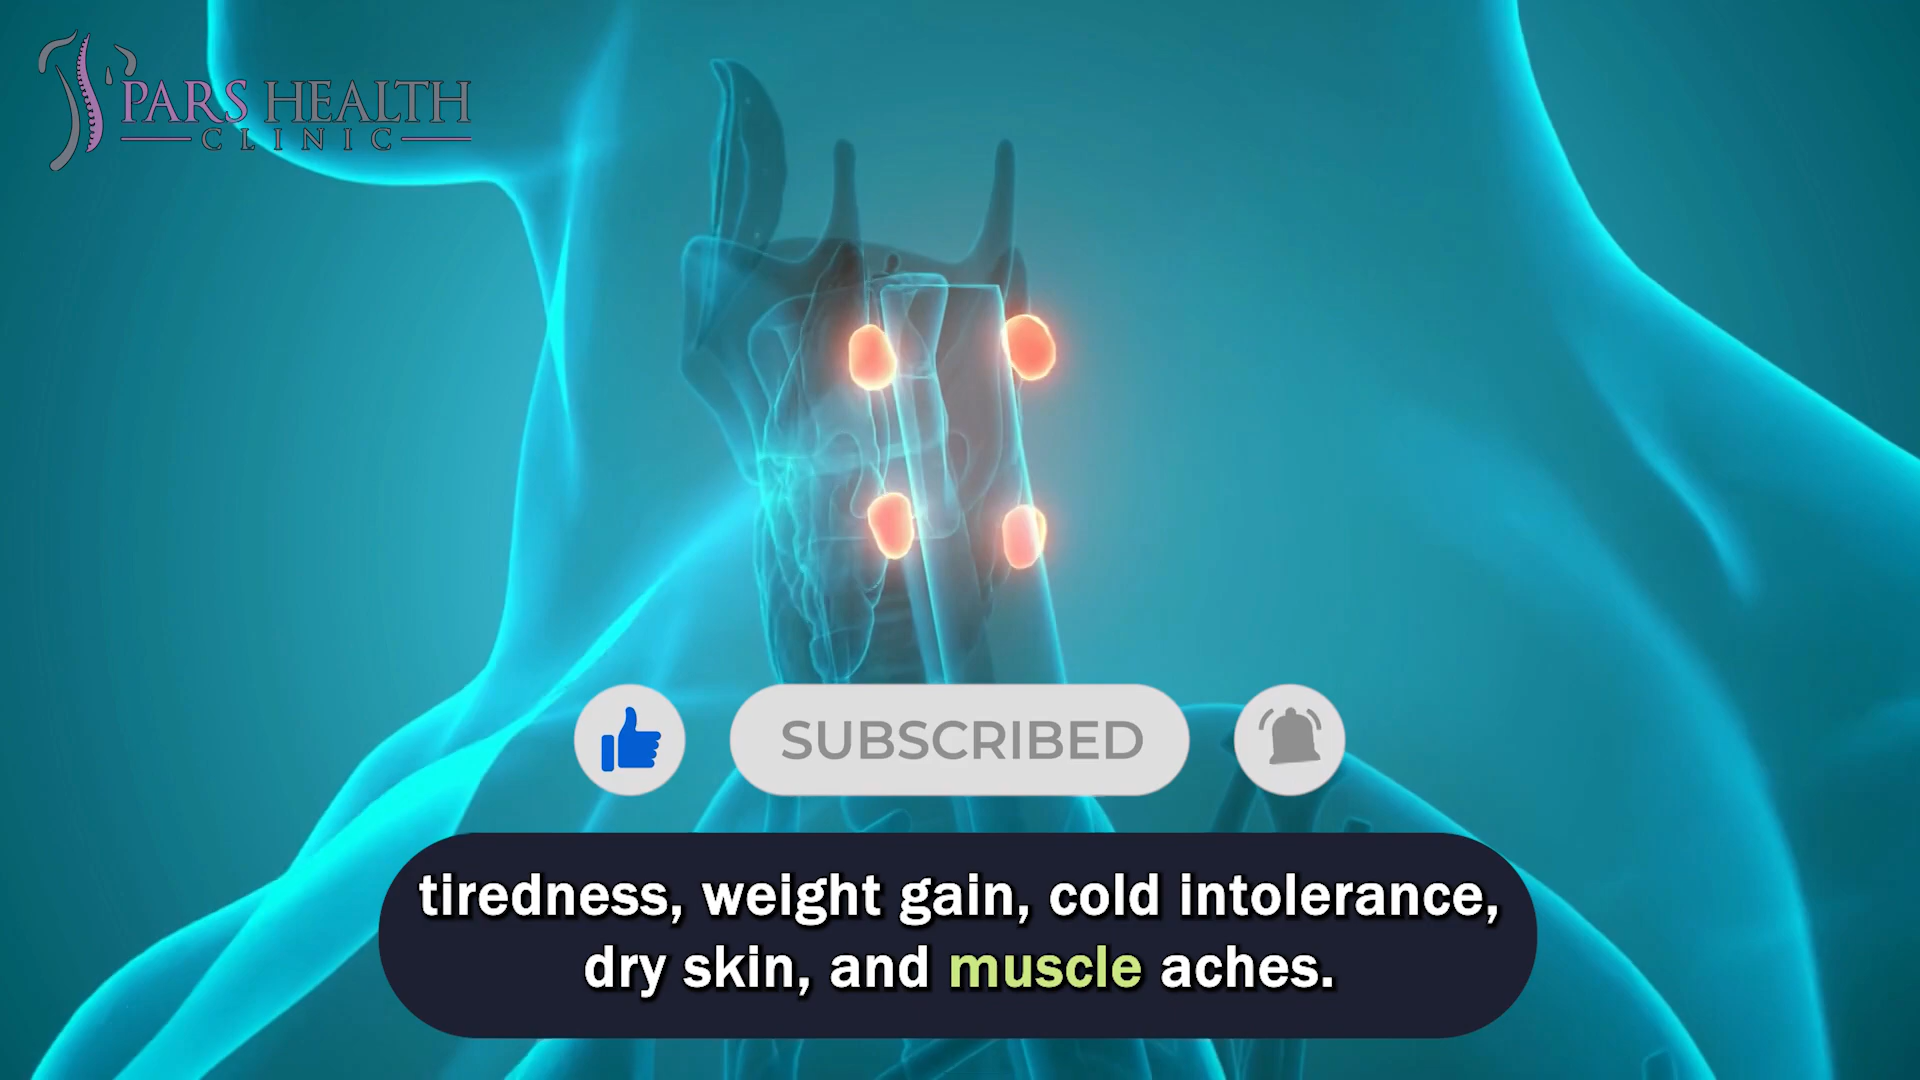 PARS HEALTH
CLINIC
SUBSCRIBED
tiredness, weight gain, cold intolerance,
dry skin, and muscle aches.